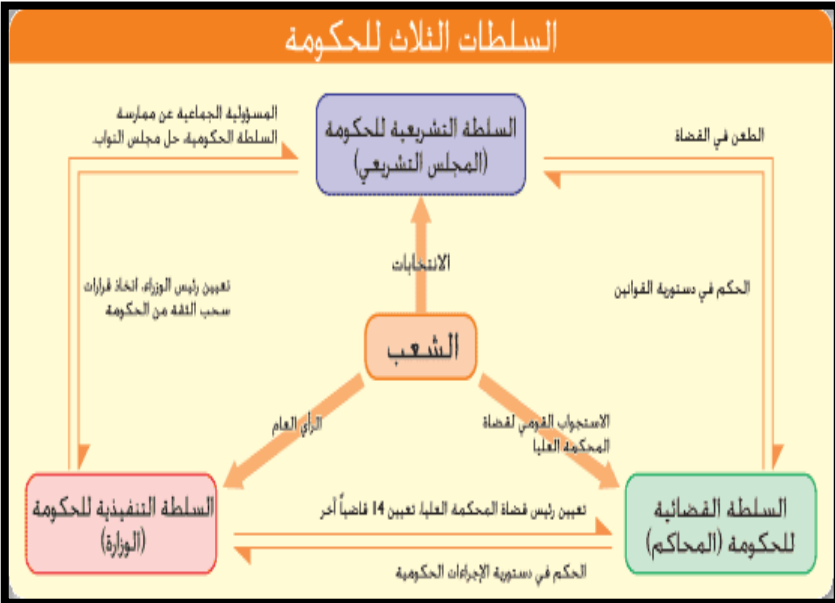 السلطات الثلاث للحكومة
المسؤولية الجماعية عن ممارسة
السلطة الحكومية، حل مجلس النواب.
السلطة التشريعية للحكومة
(المجلس التشريعي)
الطعن في القضاة
الانتخابات
تعيين رئيس الوزراء، اتخاذ قرارات
سحب الثقة من الحكومة
الحكم في دستورية القوانين
الشعب
الرأي العام
الاستجواب القومي لقضاة
المحكمة العليا
السلطة التنفيذية للحكومة
(الوزارة)
تعيين رئيس قضاة المحكمة العليا، تعيين 14 قاضياً آخر
الحكم في دستورية الإجراءات الحكومية
السلطة القضائية
للحكومة (المحاكم)